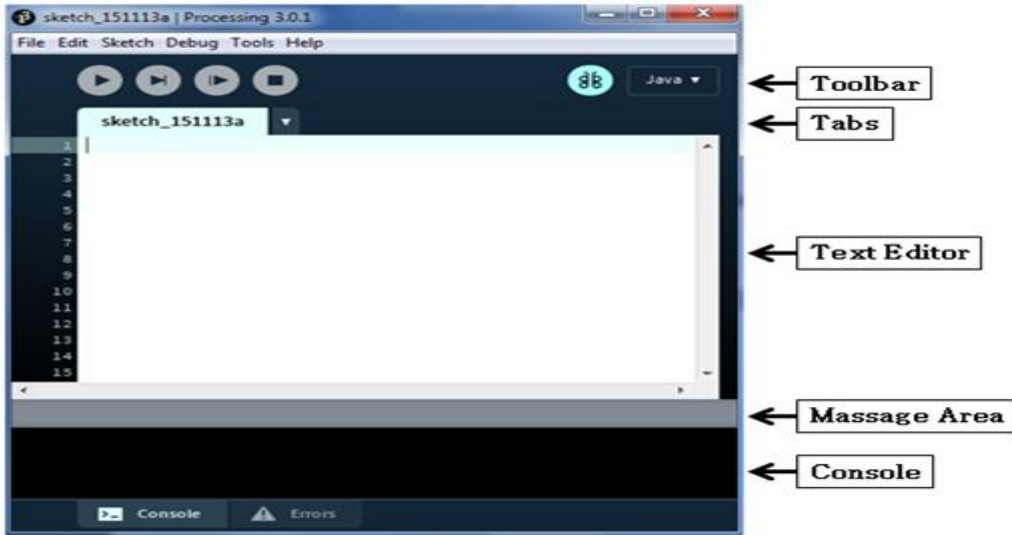 sketch_151113a | Processing 3.0.1
File Edit Sketch Debug Tools Help
Java
Toolbar
sketch_151113a
Tabs
1
2
3
4
5
6
7
8
9
10
11
12
13
14
15
Text Editor
Massage Area
Console
Console
Errors